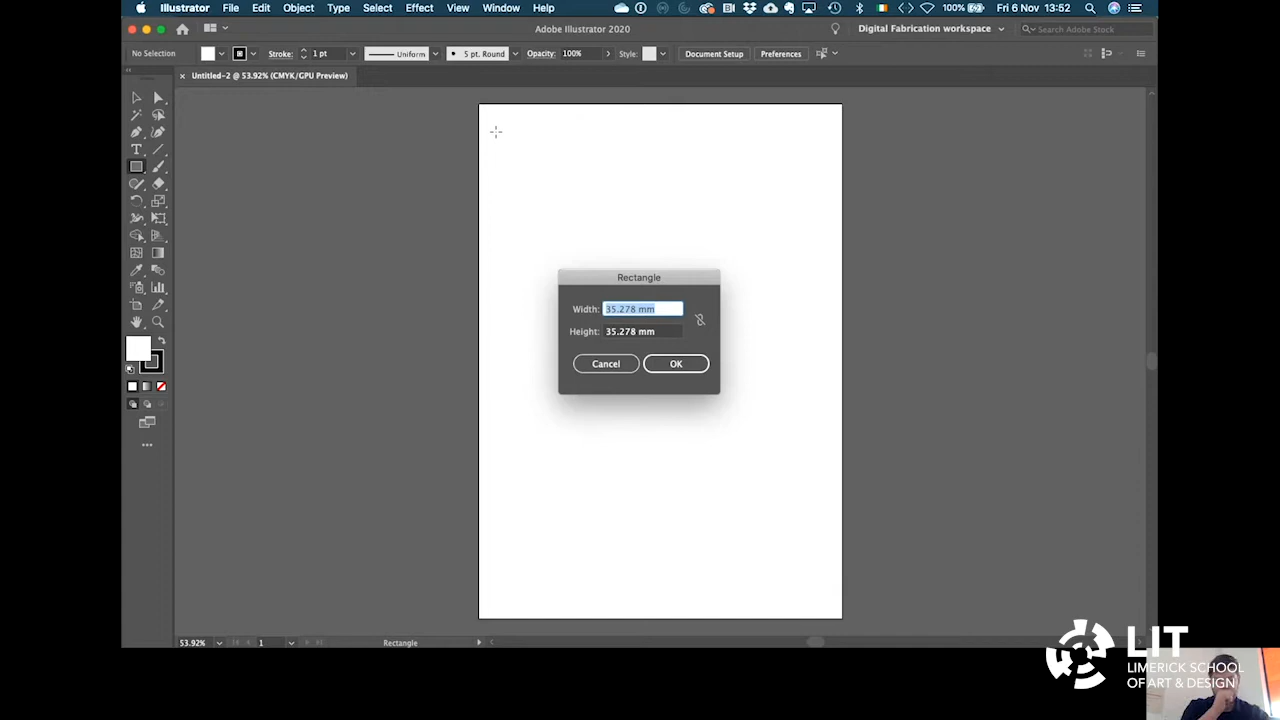 Illustrator File Edit Object Type Select Effect View Window Help 100% Fri 6 Nov 13:52
Adobe Illustrator 2020 Digital Fabrication workspace Search Adobe Stock
No Selection Stroke: 1 pt Uniform 5 pt. Round Opacity: 100% Style: Document Setup Preferences
Untitled-2 @ 53.92% (CMYK/GPU Preview)
Rectangle
Width: 35.278 mm
Height: 35.278 mm
Cancel OK
53.92% 1 Rectangle
LIT
LIMERICK SCHOOL
OF ART & DESIGN